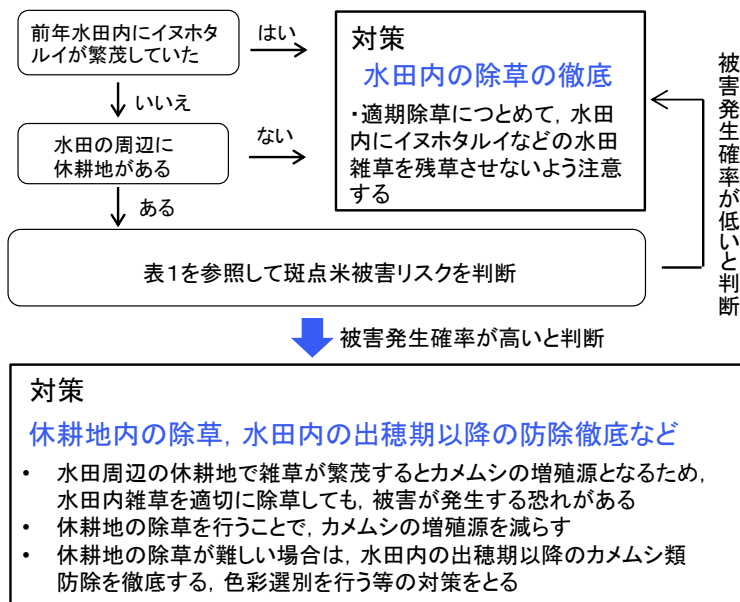 前年水田内にイヌホタ
ルイが繁茂していた
はい
いいえ
水田の周辺に
休耕地がある
ない
ある
対策
水田内の除草の徹底
・適期除草につとめて，水田
内にイヌホタルイなどの水田
雑草を残草させないよう注意
する
被害発生確率が低いと判断
表1を参照して斑点米被害リスクを判断
被害発生確率が高いと判断
対策
休耕地内の除草，水田内の出穂期以降の防除徹底など
• 水田周辺の休耕地で雑草が繁茂するとカメムシの増殖源となるため，
水田内雑草を適切に除草しても，被害が発生する恐れがある
• 休耕地の除草を行うことで，カメムシの増殖源を減らす
• 休耕地の除草が難しい場合は，水田内の出穂期以降のカメムシ類
防除を徹底する，色彩選別を行う等の対策をとる